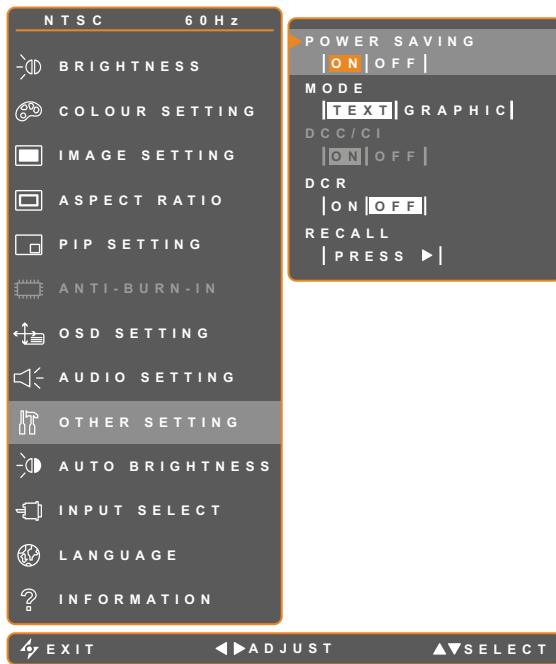 NTSC 60Hz
BRIGHTNESS
COLOUR SETTING
IMAGE SETTING
ASPECT RATIO
PIP SETTING
ANTI-BURN-IN
OSD SETTING
AUDIO SETTING
OTHER SETTING
AUTO BRIGHTNESS
INPUT SELECT
LANGUAGE
INFORMATION
POWER SAVING
ON OFF
MODE
TEXT GRAPHIC
DCC/CI
ON OFF
DCR
ON OFF
RECALL
PRESS
EXIT ADJUST SELECT